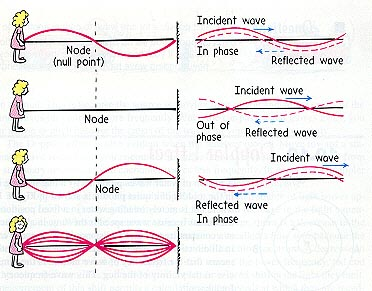 Incident wave
In phase
Reflected wave
Node
(null point)
Incident wave
Node
Out of
phase
Reflected wave
Incident wave
Node
Reflected wave
In phase